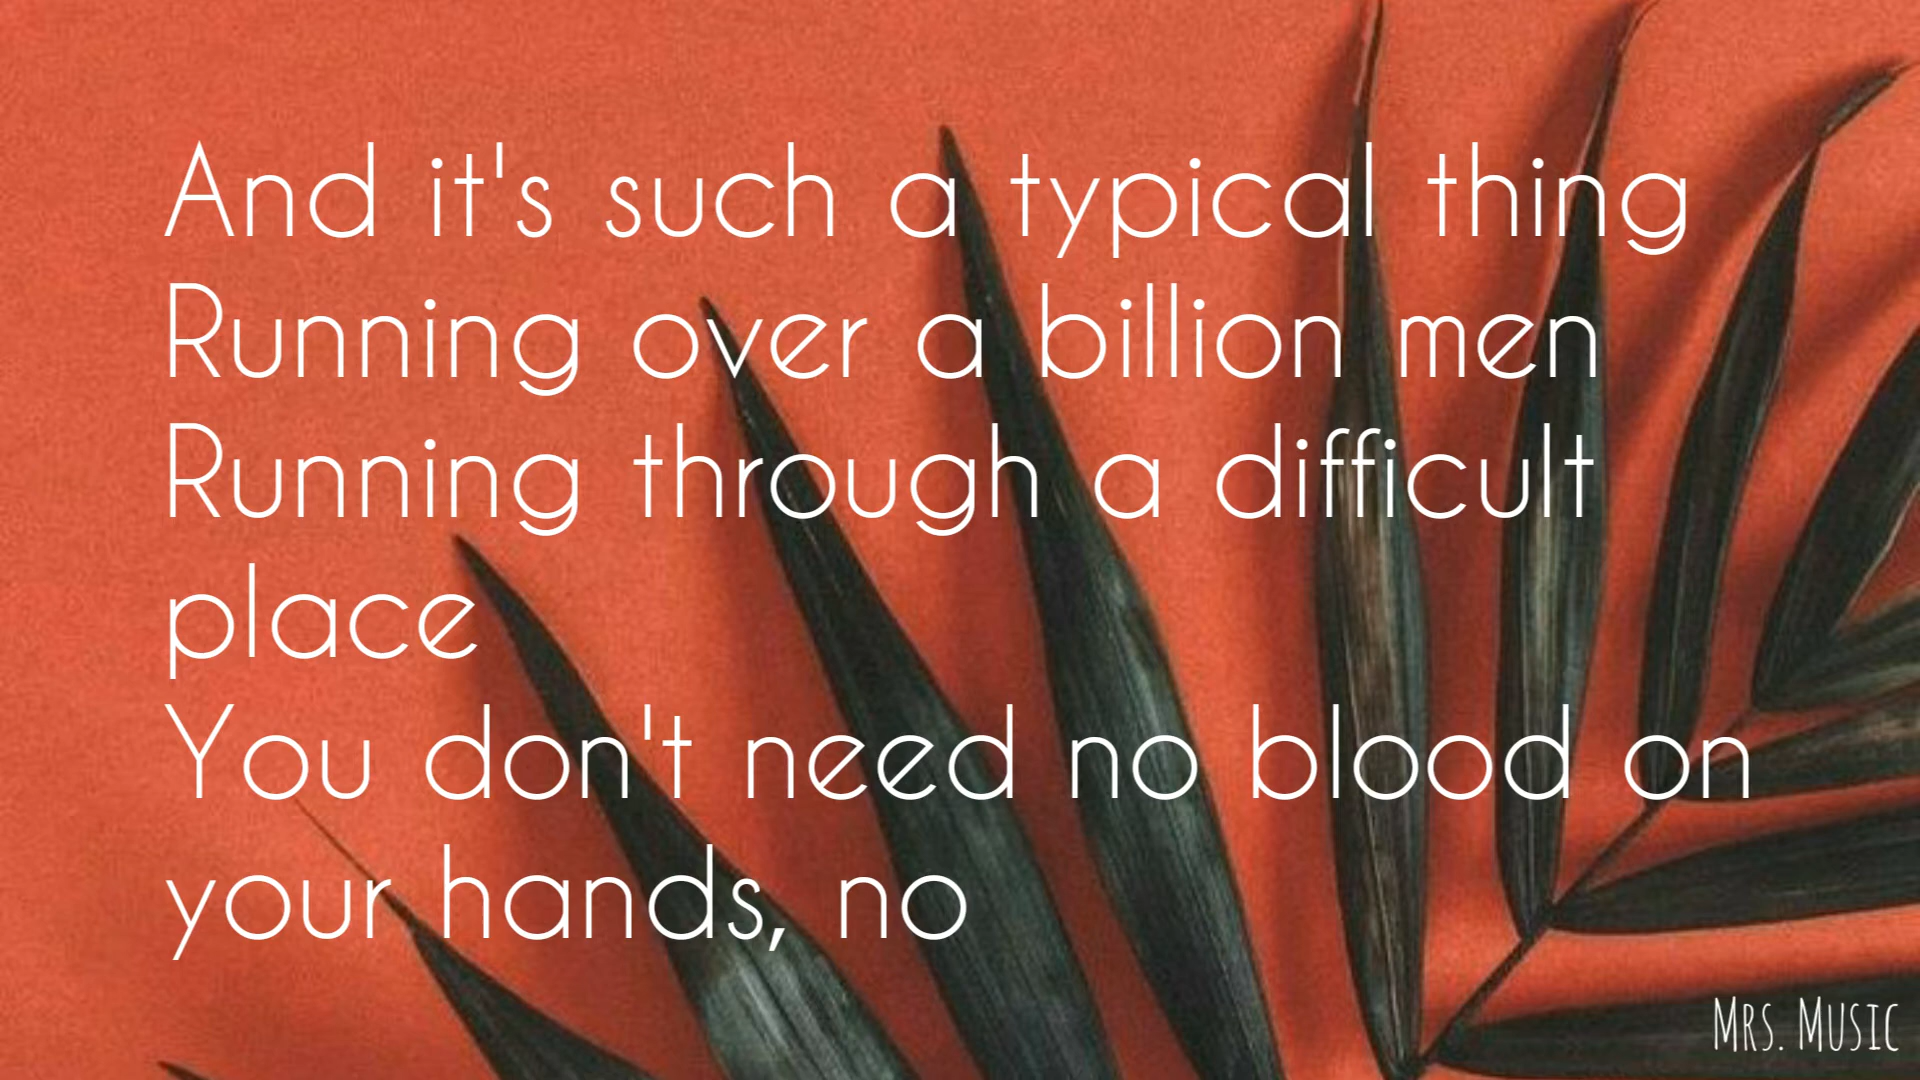 And it's such a typical thing
Running over a billion men
Running through a difficult
place
You don't need no blood on
your hands, no
Mrs. Music